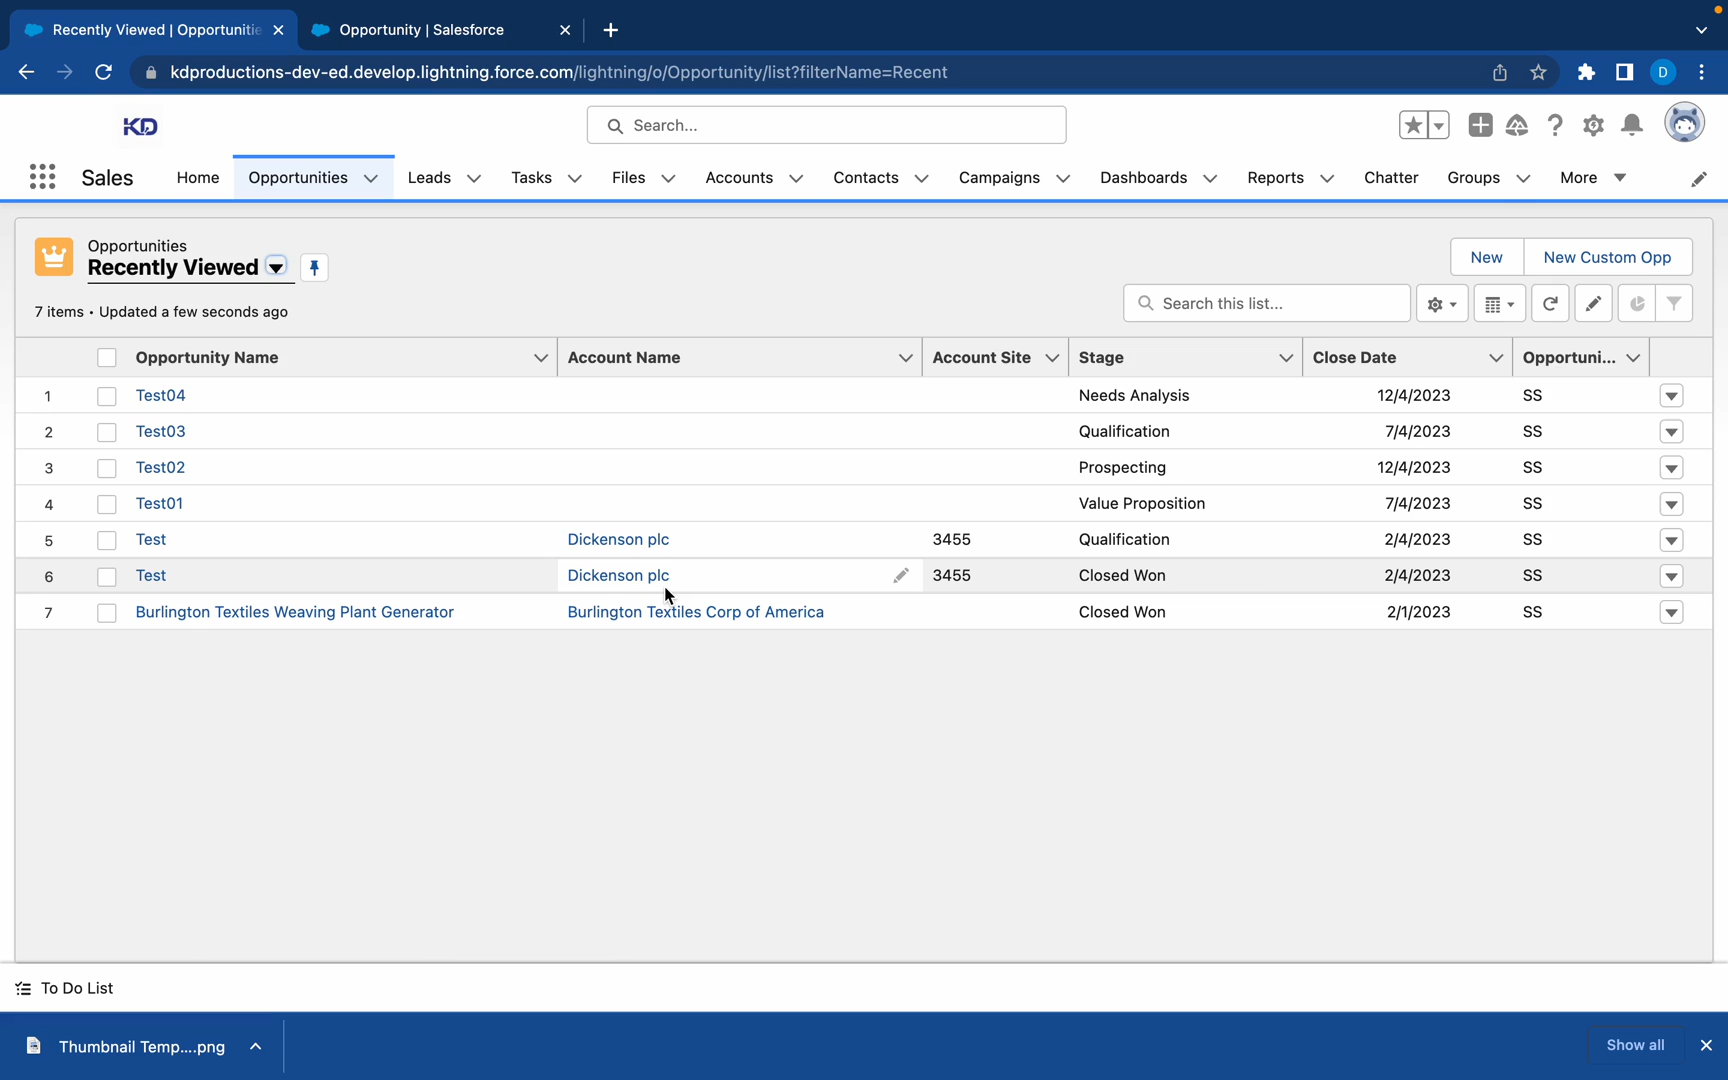 Recently Viewed | Opportunitie
Opportunity | Salesforce
kdproductions-dev-ed.develop.lightning.force.com/lightning/o/Opportunity/list?filterName=Recent
D
KD
Search...
Sales
Home
Opportunities
Leads
Tasks
Files
Accounts
Contacts
Campaigns
Dashboards
Reports
Chatter
Groups
More
Opportunities
Recently Viewed
New
New Custom Opp
7 items • Updated a few seconds ago
Search this list...
Opportunity Name Account Name Account Site Stage Close Date Opportuni...
1 Test04 Needs Analysis 12/4/2023 SS
2 Test03 Qualification 7/4/2023 SS
3 Test02 Prospecting 12/4/2023 SS
4 Test01 Value Proposition 7/4/2023 SS
5 Test Dickenson plc 3455 Qualification 2/4/2023 SS
6 Test Dickenson plc 3455 Closed Won 2/4/2023 SS
7 Burlington Textiles Weaving Plant Generator Burlington Textiles Corp of America Closed Won 2/1/2023 SS
To Do List
Thumbnail Temp....png
Show all